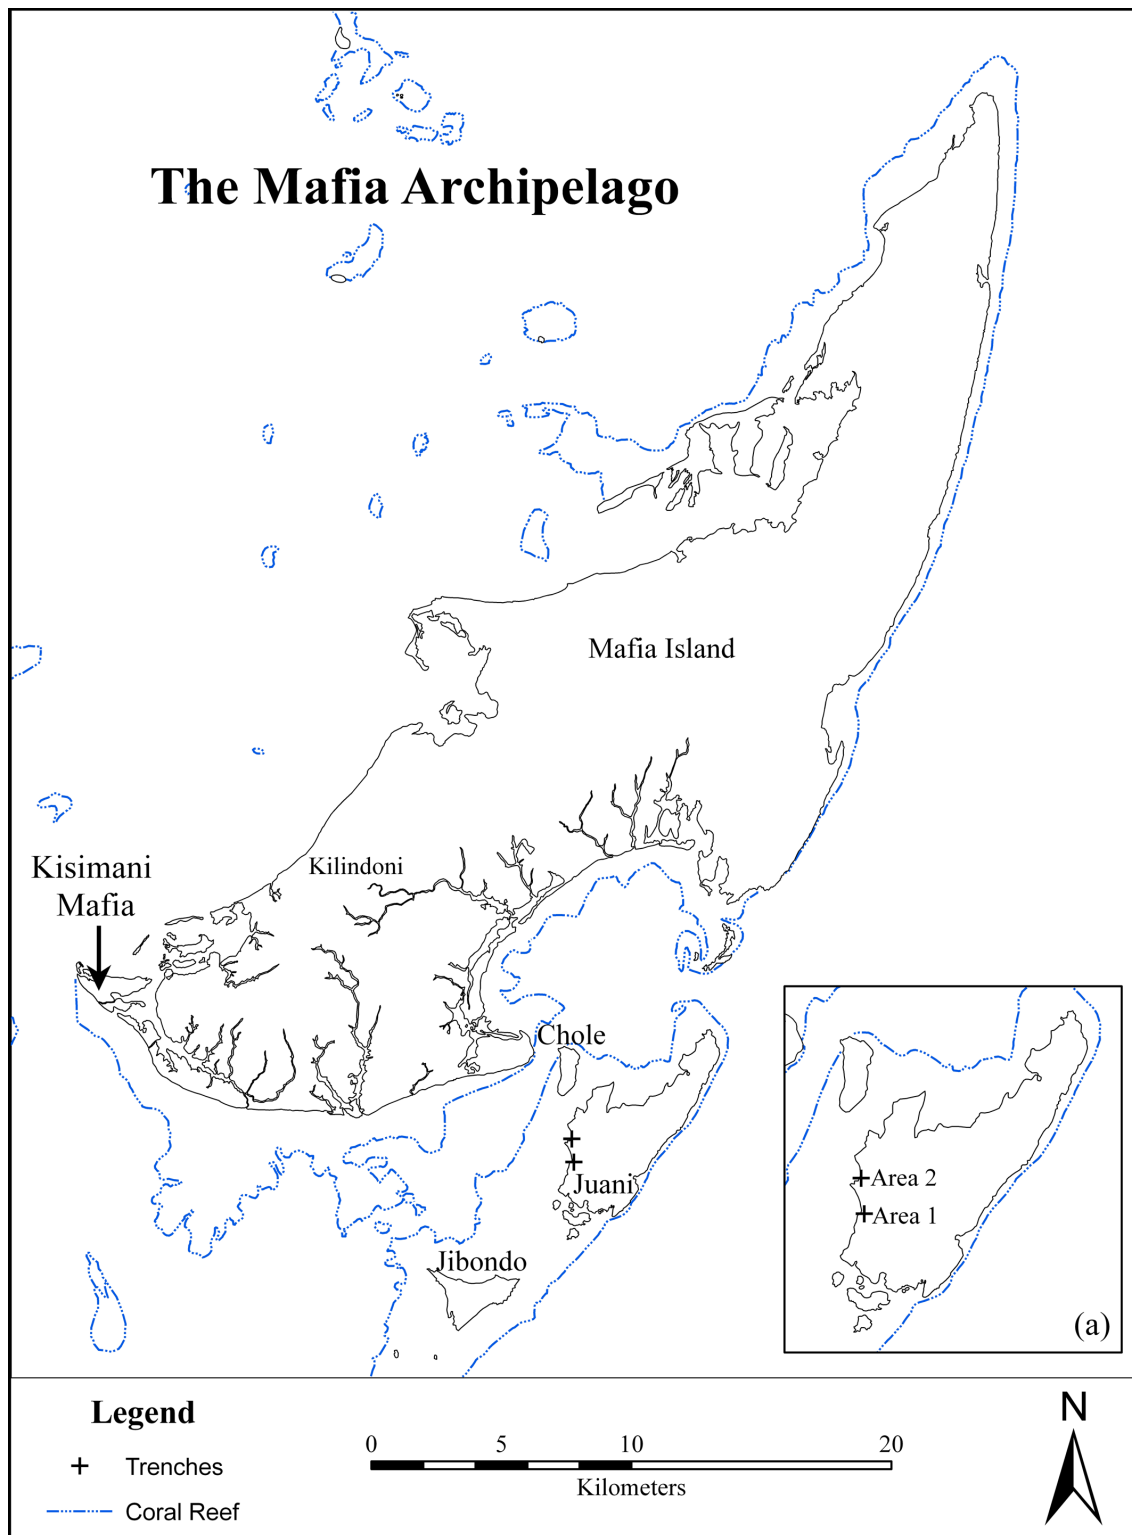 The Mafia Archipelago
Mafia Island
Kilindoni
Kisimani
Mafia
Chole
Juani
Jibondo
Area 2
Area 1
(a)
Legend
Trenches
Coral Reef
0 5 10 20
Kilometers
N